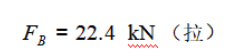 F_B = 22.4 kN（拉）